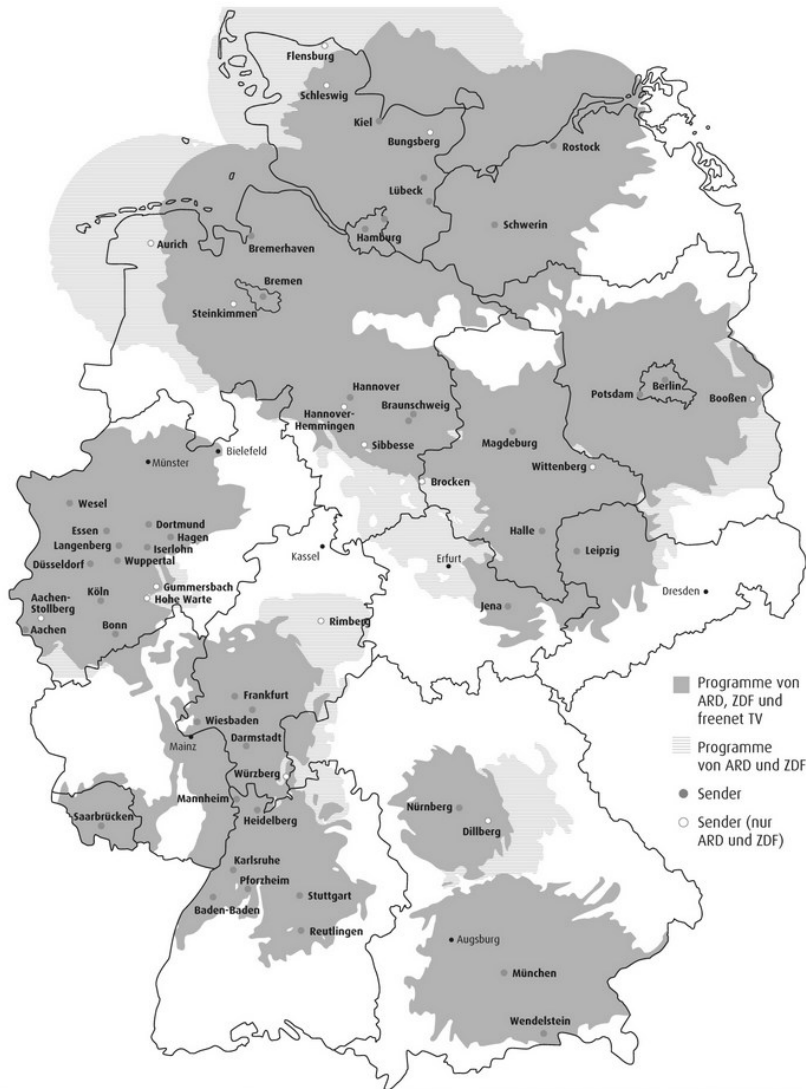 Flensburg
Schleswig
Kiel
Bungsberg
Rostock
Lübeck
Schwerin
Hamburg
Aurich
Bremerhaven
Bremen
Steinkimmen
Hannover
Berlin
Potsdam
Booßen
Hannover-
Hemmingen
Braunschweig
Magdeburg
Sibbesse
Bielefeld
Münster
Wittenberg
Brocken
Wesel
Dortmund
Essen
Hagen
Halle
Langenberg
Iserlohn
Kassel
Leipzig
Düsseldorf
Wuppertal
Erfurt
Gummersbach
Dresden
Aachen-
Stollberg
Köln
Hohe Warte
Jena
Aachen
Bonn
Rimberg
Frankfurt
Wiesbaden
Mainz
Darmstadt
Würzberg
Mannheim
Nürnberg
Saarbrücken
Heidelberg
Dillberg
Karlsruhe
Pforzheim
Stuttgart
Baden-Baden
Reutlingen
Augsburg
München
Wendelstein
Programme von
ARD, ZDF und
freenet TV
Programme
von ARD und ZDF
Sender
Sender (nur
ARD und ZDF)